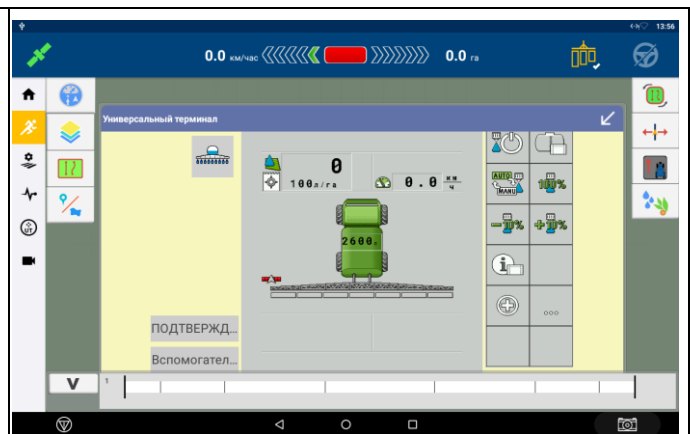 13:56
0.0 км/час
0.0 га
Универсальный терминал
0
100л/га
0.0 км
ч
AUTO
MANU
100%
-10%
+10%
2600л
i
ПОДТВЕРЖД...
Вспомогател...
V
1
UT